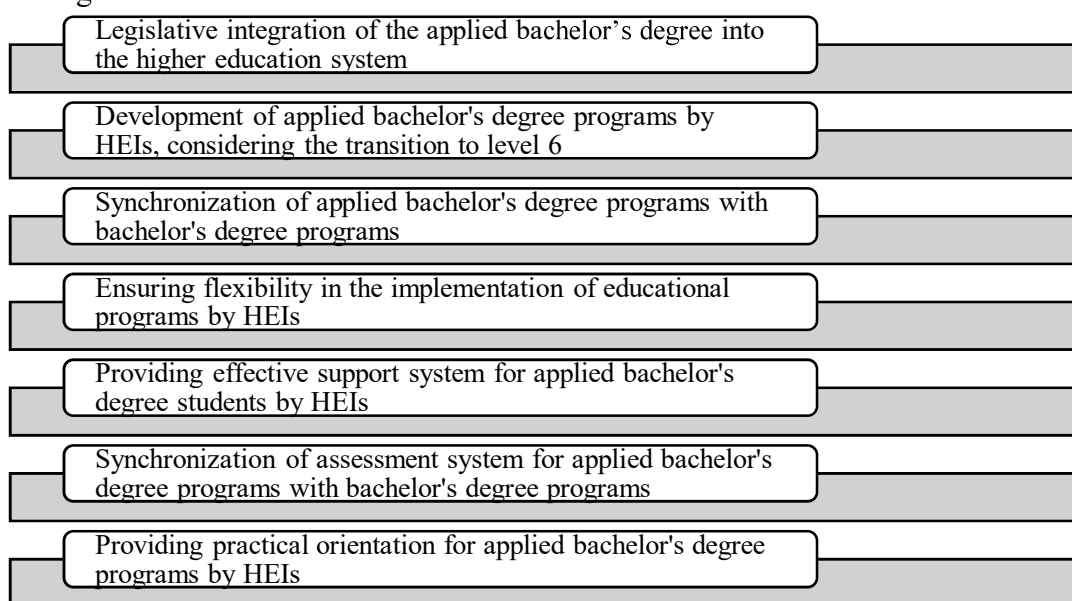 Legislative integration of the applied bachelor’s degree into
the higher education system
Development of applied bachelor's degree programs by
HEIs, considering the transition to level 6
Synchronization of applied bachelor's degree programs with
bachelor's degree programs
Ensuring flexibility in the implementation of educational
programs by HEIs
Providing effective support system for applied bachelor's
degree students by HEIs
Synchronization of assessment system for applied bachelor's
degree programs with bachelor's degree programs
Providing practical orientation for applied bachelor's degree
programs by HEIs